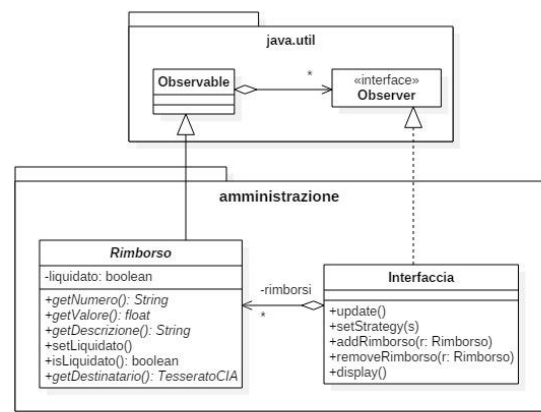 java.util
Observable
*
«interface»
Observer
amministrazione
Rimborso
-liquidato: boolean
+getNumero(): String
+getValore(): float
+getDescrizione(): String
+setLiquidato()
+isLiquidato(): boolean
+getDestinatario(): TesseratoCIA
-rimborsi
*
Interfaccia
+update()
+setStrategy(s)
+addRimborso(r: Rimborso)
+removeRimborso(r: Rimborso)
+display()